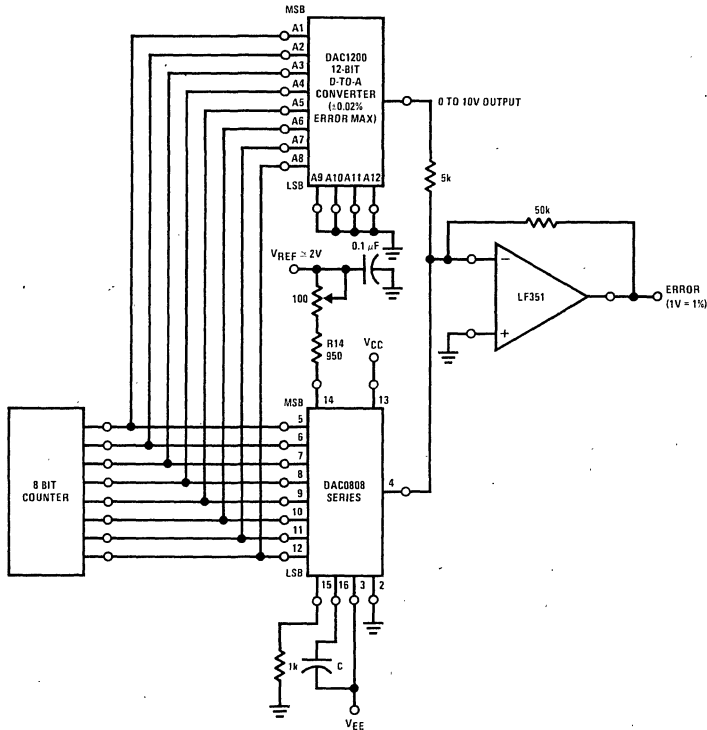 MSB
A1
A2
A3
A4
A5
A6
A7
A8
DAC1200
12-BIT
D-TO-A
CONVERTER
(±0.02%
ERROR MAX)
A9 A10 A11 A12
LSB
0 TO 10V OUTPUT
5k
50k
0.1 µF
VREF ≅ 2V
100
R14
950
VCC
LF351
−
+
ERROR
(1V = 1%)
MSB
14
13
8 BIT
COUNTER
5
6
7
8
9
10
11
12
DAC0808
SERIES
4
LSB
15 16 3 2
1k
C
VEE